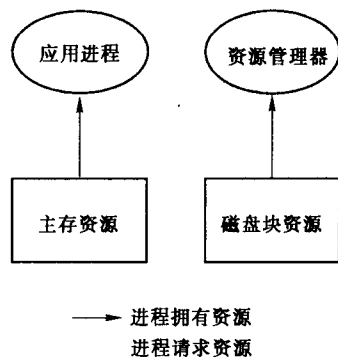 应用进程
资源管理器
主存资源
磁盘块资源
进程拥有资源
进程请求资源